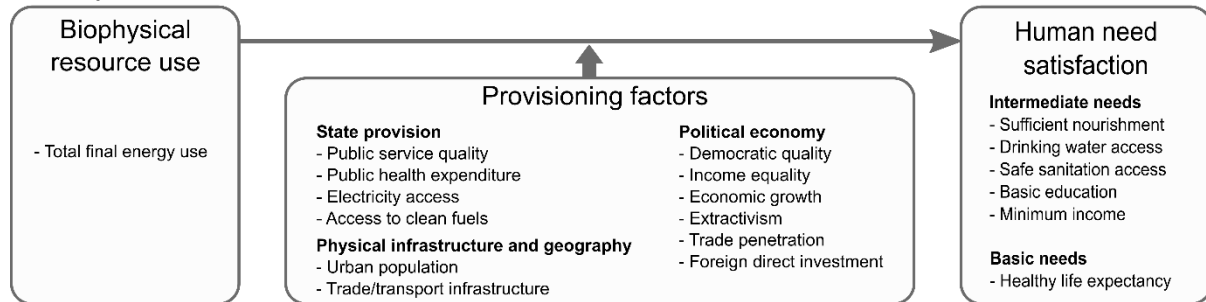 Biophysical
resource use
- Total final energy use
Provisioning factors
State provision
- Public service quality
- Public health expenditure
- Electricity access
- Access to clean fuels
Physical infrastructure and geography
- Urban population
- Trade/transport infrastructure
Political economy
- Democratic quality
- Income equality
- Economic growth
- Extractivism
- Trade penetration
- Foreign direct investment
Human need
satisfaction
Intermediate needs
- Sufficient nourishment
- Drinking water access
- Safe sanitation access
- Basic education
- Minimum income
Basic needs
- Healthy life expectancy